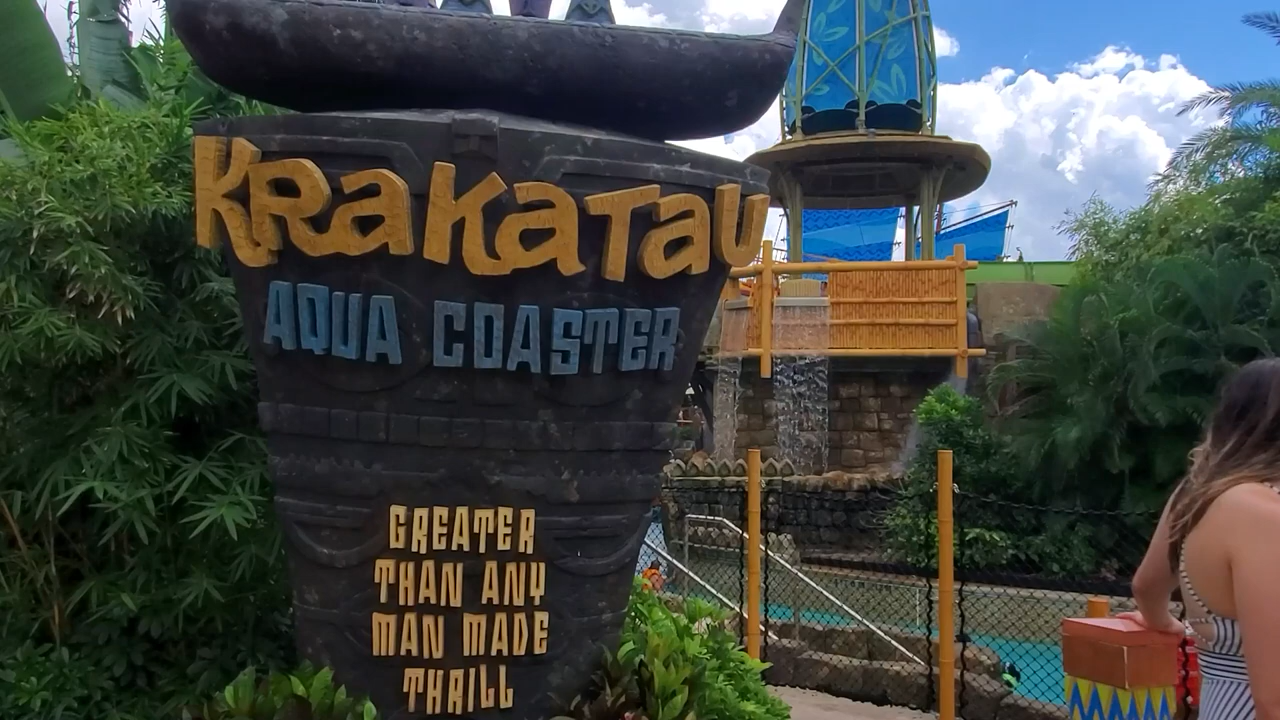 KRaKaTaU
AQUA COASTER
GREATER
THAN ANY
MAN MADE
THRILL